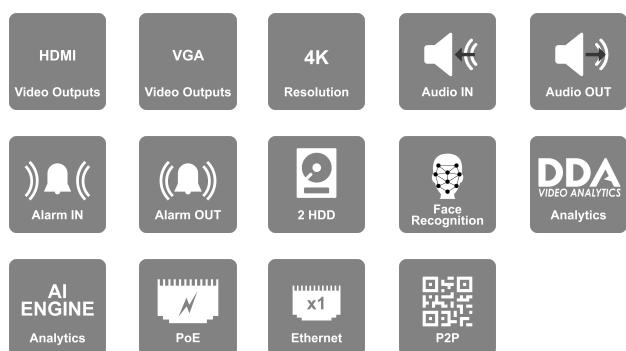 HDMI
Video Outputs
VGA
Video Outputs
4K
Resolution
Audio IN
Audio OUT
Alarm IN
Alarm OUT
2 HDD
Face
Recognition
DDA
VIDEO ANALYTICS
Analytics
AI
ENGINE
Analytics
PoE
x1
Ethernet
P2P